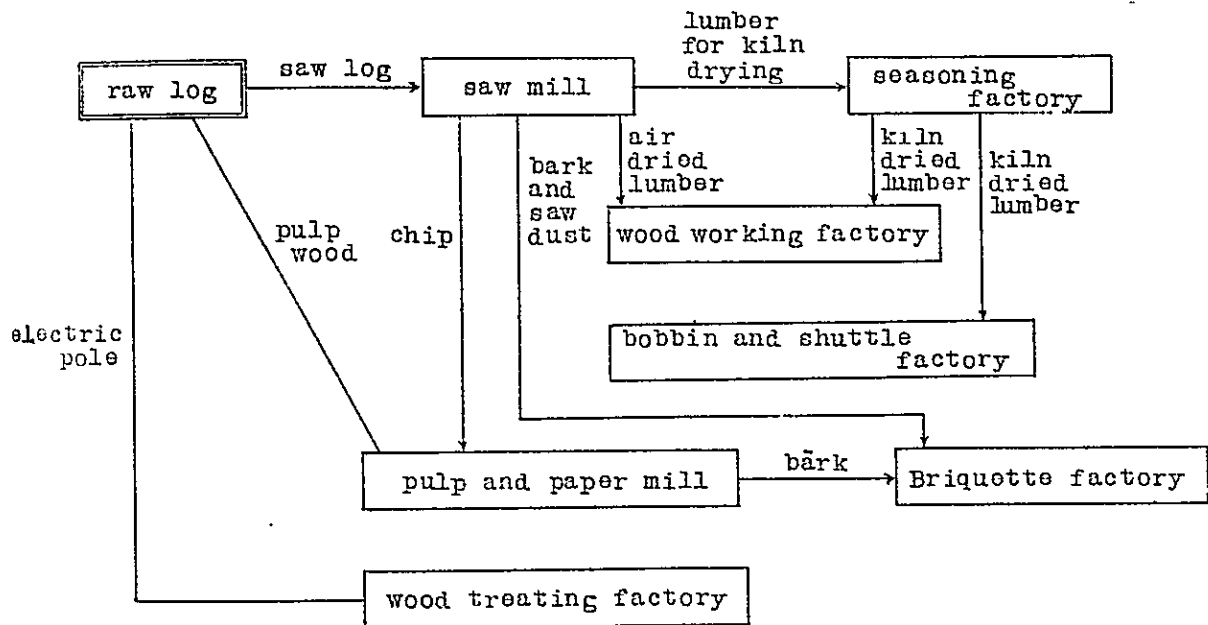 lumber
for kiln
drying
saw log
raw log
saw mill
seasoning
factory
air
dried
lumber
kiln
dried
lumber
kiln
dried
lumber
bark
and
saw
dust
pulp
wood
chip
wood working factory
electric
pole
bobbin and shuttle
factory
pulp and paper mill
bārk
Briquette factory
wood treating factory